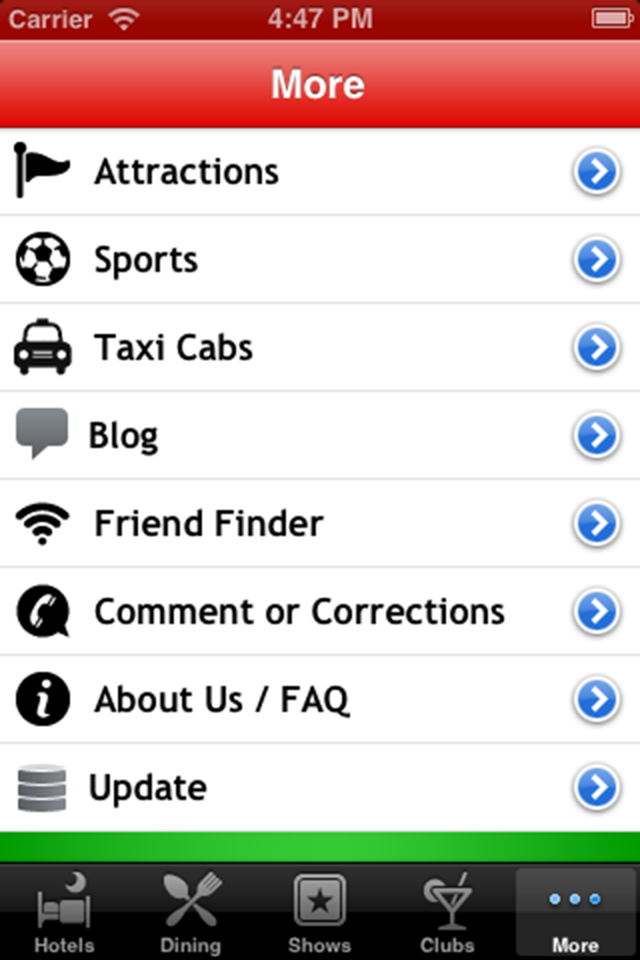 Carrier 4:47 PM
More
Attractions
Sports
Taxi Cabs
Blog
Friend Finder
Comment or Corrections
About Us / FAQ
Update
Hotels Dining Shows Clubs More